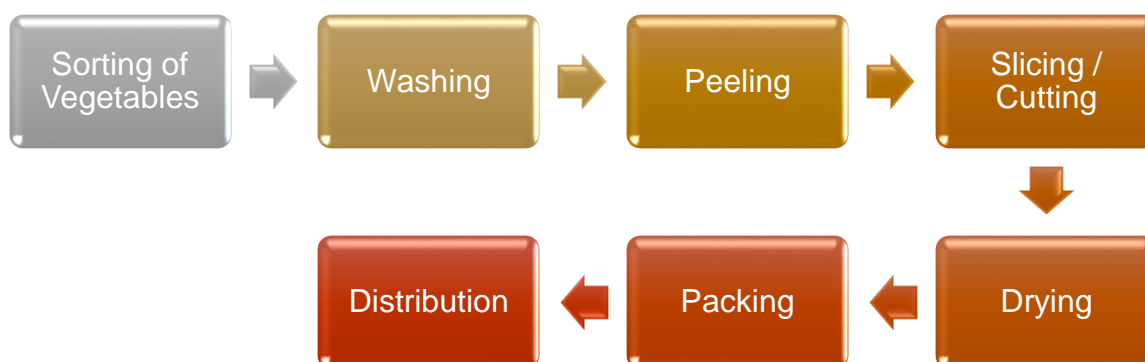 Sorting of
Vegetables
Washing
Peeling
Slicing /
Cutting
Drying
Packing
Distribution